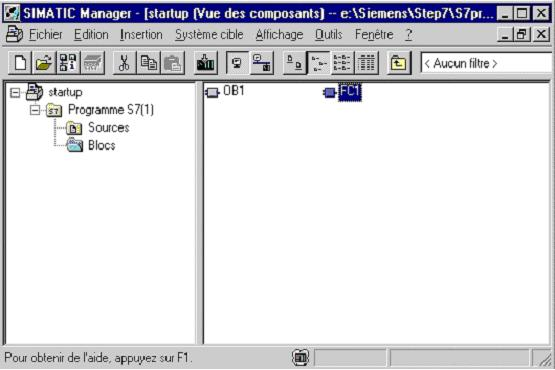 SIMATIC Manager - [startup (Vue des composants) -- e:\Siemens\Step7\S7pr...
Fichier Edition Insertion Système cible Affichage Outils Fenêtre ?
< Aucun filtre >
startup
Programme S7(1)
Sources
Blocs
OB1 FC1
Pour obtenir de l'aide, appuyez sur F1.